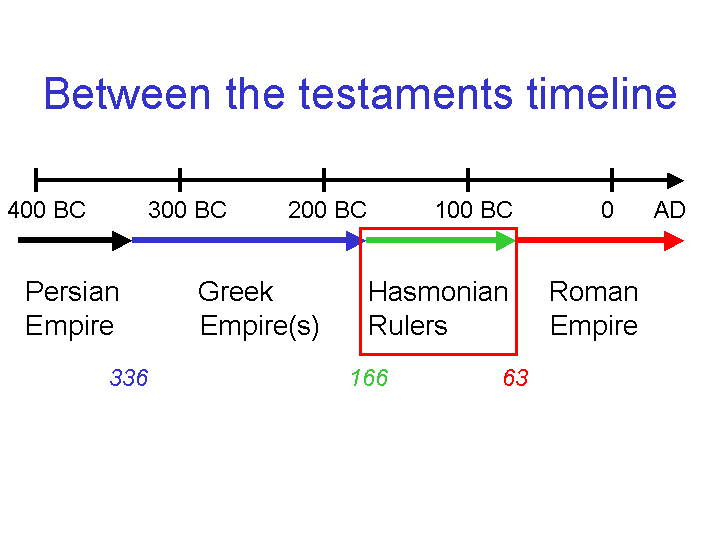 Between the testaments timeline
400 BC 300 BC 200 BC 100 BC 0 AD
Persian Greek Hasmonian Roman
Empire Empire(s) Rulers Empire
336 166 63